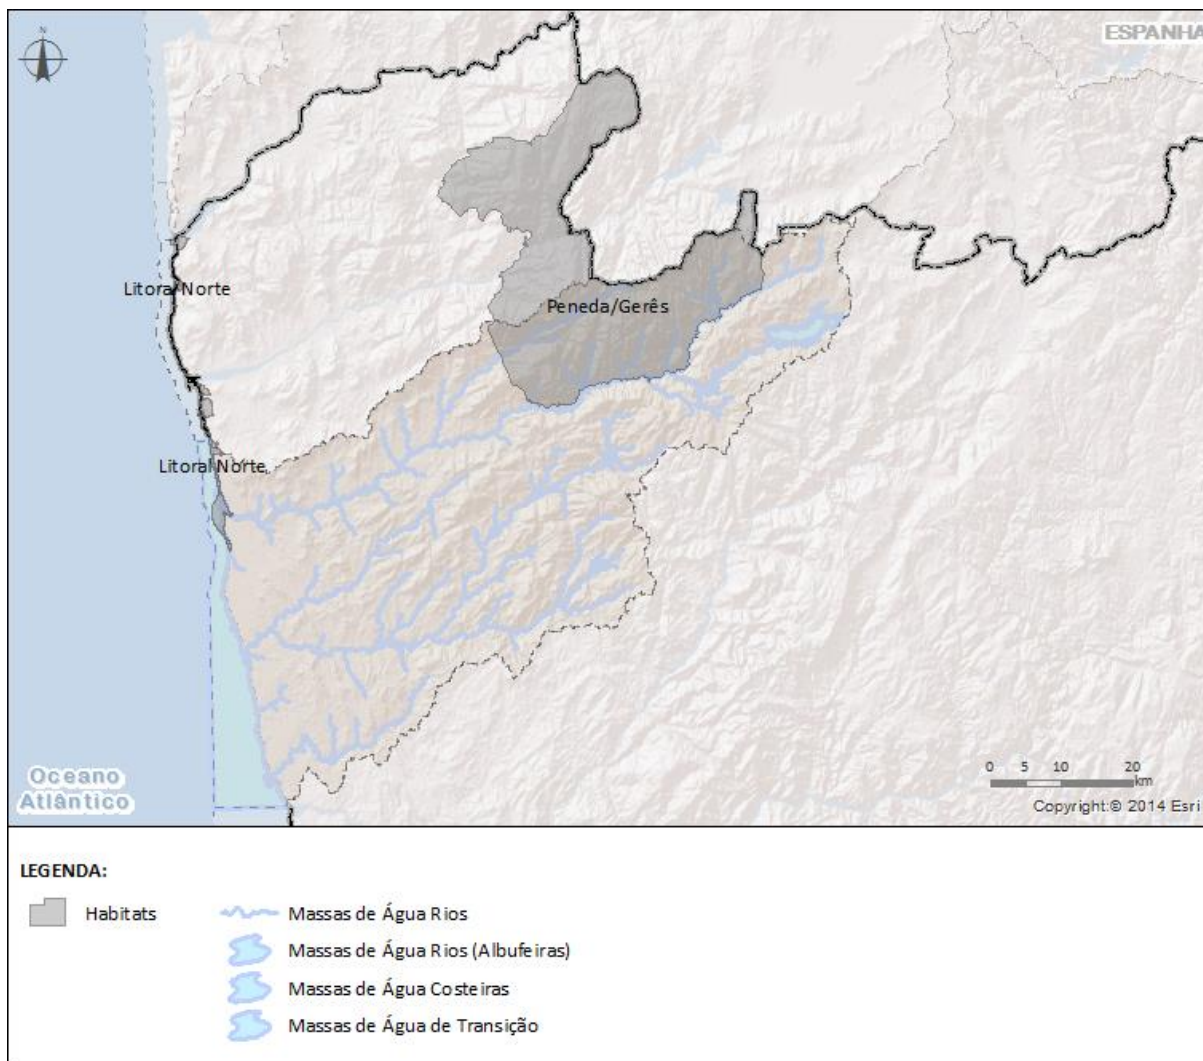 N
ESPANHA
Litoral Norte
Peneda/Gerês
Litoral Norte
Oceano
Atlântico
0 5 10 20
km
Copyright:© 2014 Esri
LEGENDA:
Habitats
Massas de Água Rios
Massas de Água Rios (Albufeiras)
Massas de Água Costeiras
Massas de Água de Transição